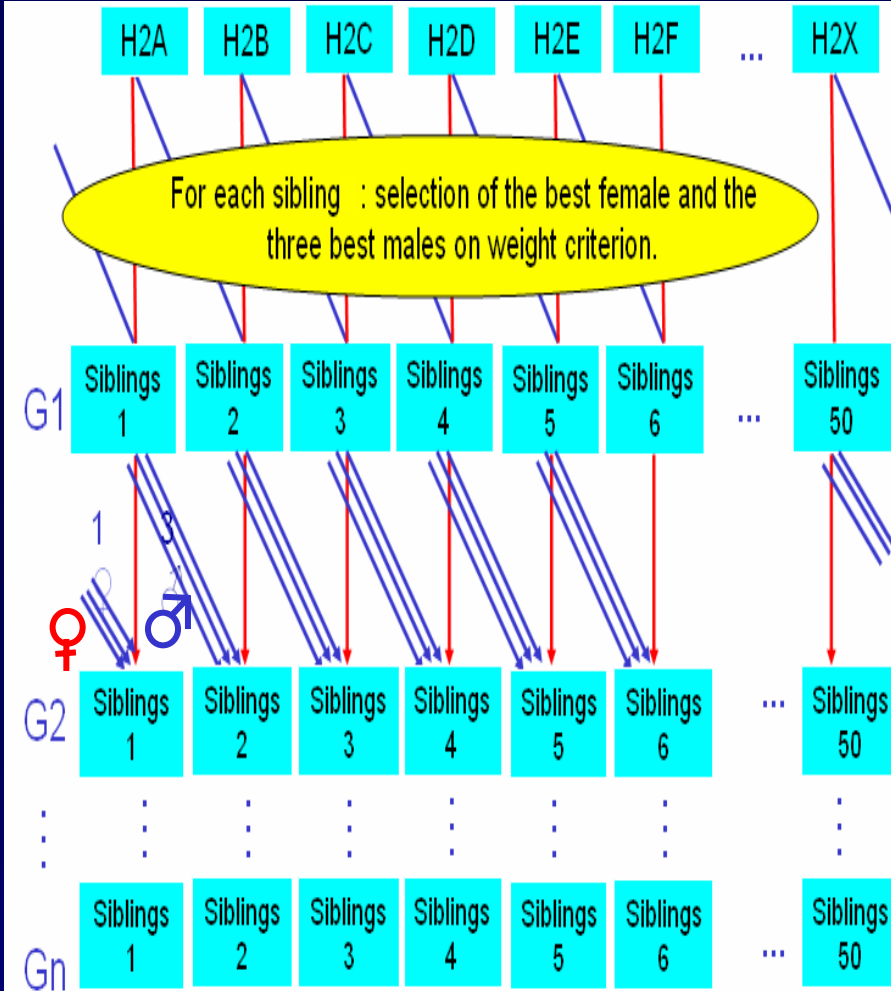 H2A H2B H2C H2D H2E H2F ... H2X
For each sibling : selection of the best female and the
three best males on weight criterion.
G1
Siblings 1 Siblings 2 Siblings 3 Siblings 4 Siblings 5 Siblings 6 ... Siblings 50
1 3
♀ ♂
♀ ♂
G2
Siblings 1 Siblings 2 Siblings 3 Siblings 4 Siblings 5 Siblings 6 ... Siblings 50
Gn
Siblings 1 Siblings 2 Siblings 3 Siblings 4 Siblings 5 Siblings 6 ... Siblings 50